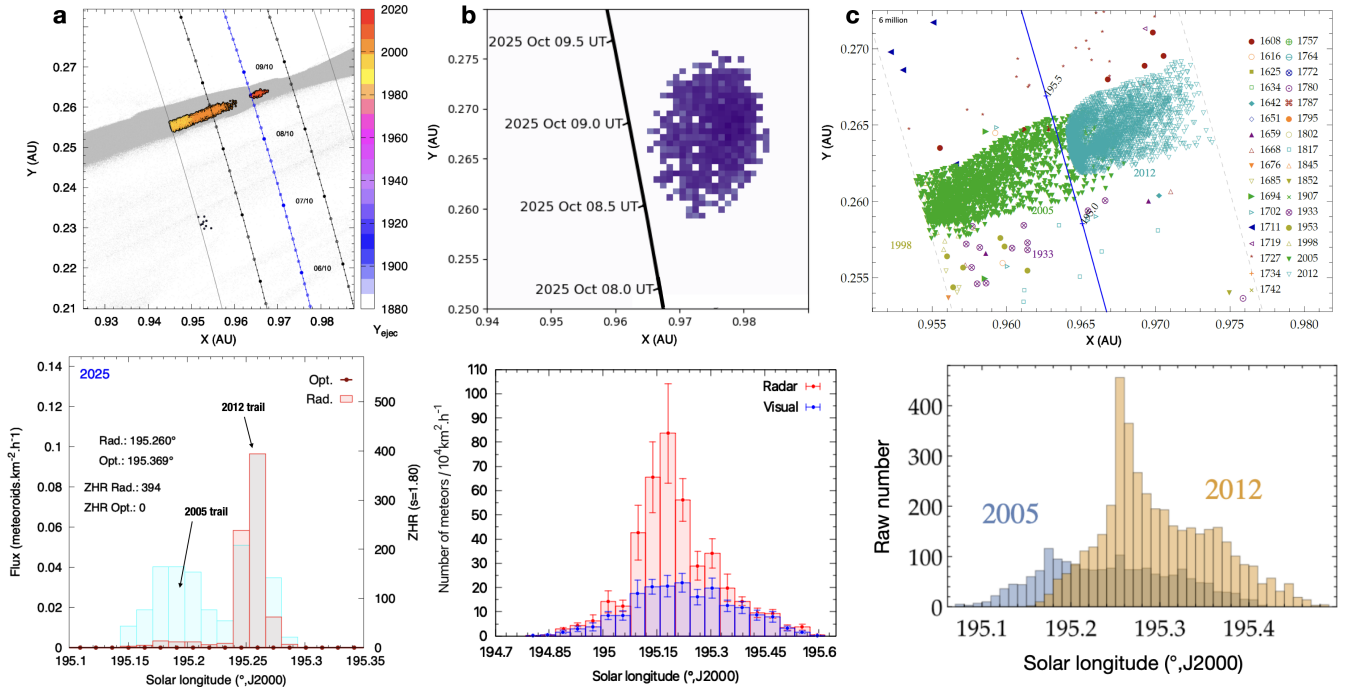 a
0.27
0.26
0.25
0.24
0.23
0.22
0.21
Y (AU)
09/10
08/10
07/10
06/10
0.93 0.94 0.95 0.96 0.97 0.98
X (AU)
2020
2000
1980
1960
1940
1920
1900
1880
Yejec
b
0.275
0.270
0.265
0.260
0.255
0.250
Y (AU)
2025 Oct 09.5 UT
2025 Oct 09.0 UT
2025 Oct 08.5 UT
2025 Oct 08.0 UT
0.94 0.95 0.96 0.97 0.98
X (AU)
c
6 million
0.270
0.265
0.260
0.255
Y (AU)
195.5
195.0
2012
2005
1998
1933
0.955 0.960 0.965 0.970 0.975 0.980
X (AU)
1608 1757
1616 1764
1625 1772
1634 1780
1642 1787
1651 1795
1659 1802
1668 1817
1676 1845
1685 1852
1694 1907
1702 1933
1711 1953
1719 1998
1727 2005
1734 2012
1742
2025
Opt.
Rad.
2012 trail
Rad.: 195.260°
Opt.: 195.369°
ZHR Rad.: 394
ZHR Opt.: 0
2005 trail
0.14
0.12
0.1
0.08
0.06
0.04
0.02
0
Flux (meteoroids.km-2.h-1)
500
400
300
200
100
0
ZHR (s=1.80)
195.1 195.15 195.2 195.25 195.3 195.35
Solar longitude (°,J2000)
Radar
Visual
110
100
90
80
70
60
50
40
30
20
10
0
Number of meteors / 10⁴km².h⁻¹
194.7 194.85 195 195.15 195.3 195.45 195.6
Solar longitude (°,J2000)
400
300
200
100
0
Raw number
2005
2012
195.1 195.2 195.3 195.4
Solar longitude (°,J2000)